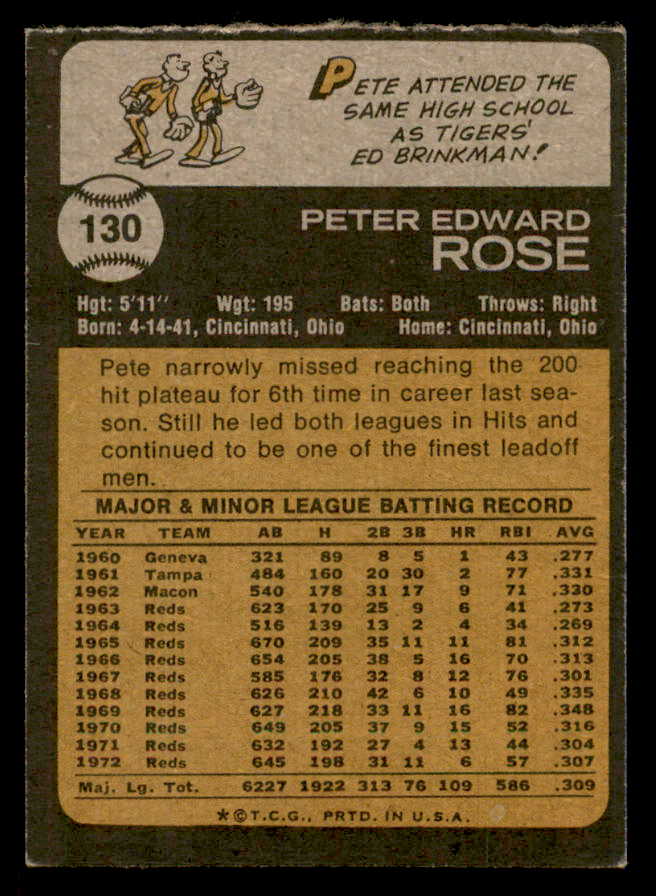 PETE ATTENDED THE
SAME HIGH SCHOOL
AS TIGERS'
ED BRINKMAN!
130
PETER EDWARD
ROSE
Hgt: 5'11" Wgt: 195 Bats: Both Throws: Right
Born: 4-14-41, Cincinnati, Ohio Home: Cincinnati, Ohio
Pete narrowly missed reaching the 200
hit plateau for 6th time in career last sea-
son. Still he led both leagues in Hits and
continued to be one of the finest leadoff
men.
MAJOR & MINOR LEAGUE BATTING RECORD
YEAR TEAM AB H 2B 3B HR RBI AVG
1960 Geneva 321 89 8 5 1 43 .277
1961 Tampa 484 160 20 30 2 77 .331
1962 Macon 540 178 31 17 9 71 .330
1963 Reds 623 170 25 9 6 41 .273
1964 Reds 516 139 13 2 4 34 .269
1965 Reds 670 209 35 11 11 81 .312
1966 Reds 654 205 38 5 16 70 .313
1967 Reds 585 176 32 8 12 76 .301
1968 Reds 626 210 42 6 10 49 .335
1969 Reds 627 218 33 11 16 82 .348
1970 Reds 649 205 37 9 15 52 .316
1971 Reds 632 192 27 4 13 44 .304
1972 Reds 645 198 31 11 6 57 .307
Maj. Lg. Tot. 6227 1922 313 76 109 586 .309
*©T.C.G., PRTD. IN U.S.A.